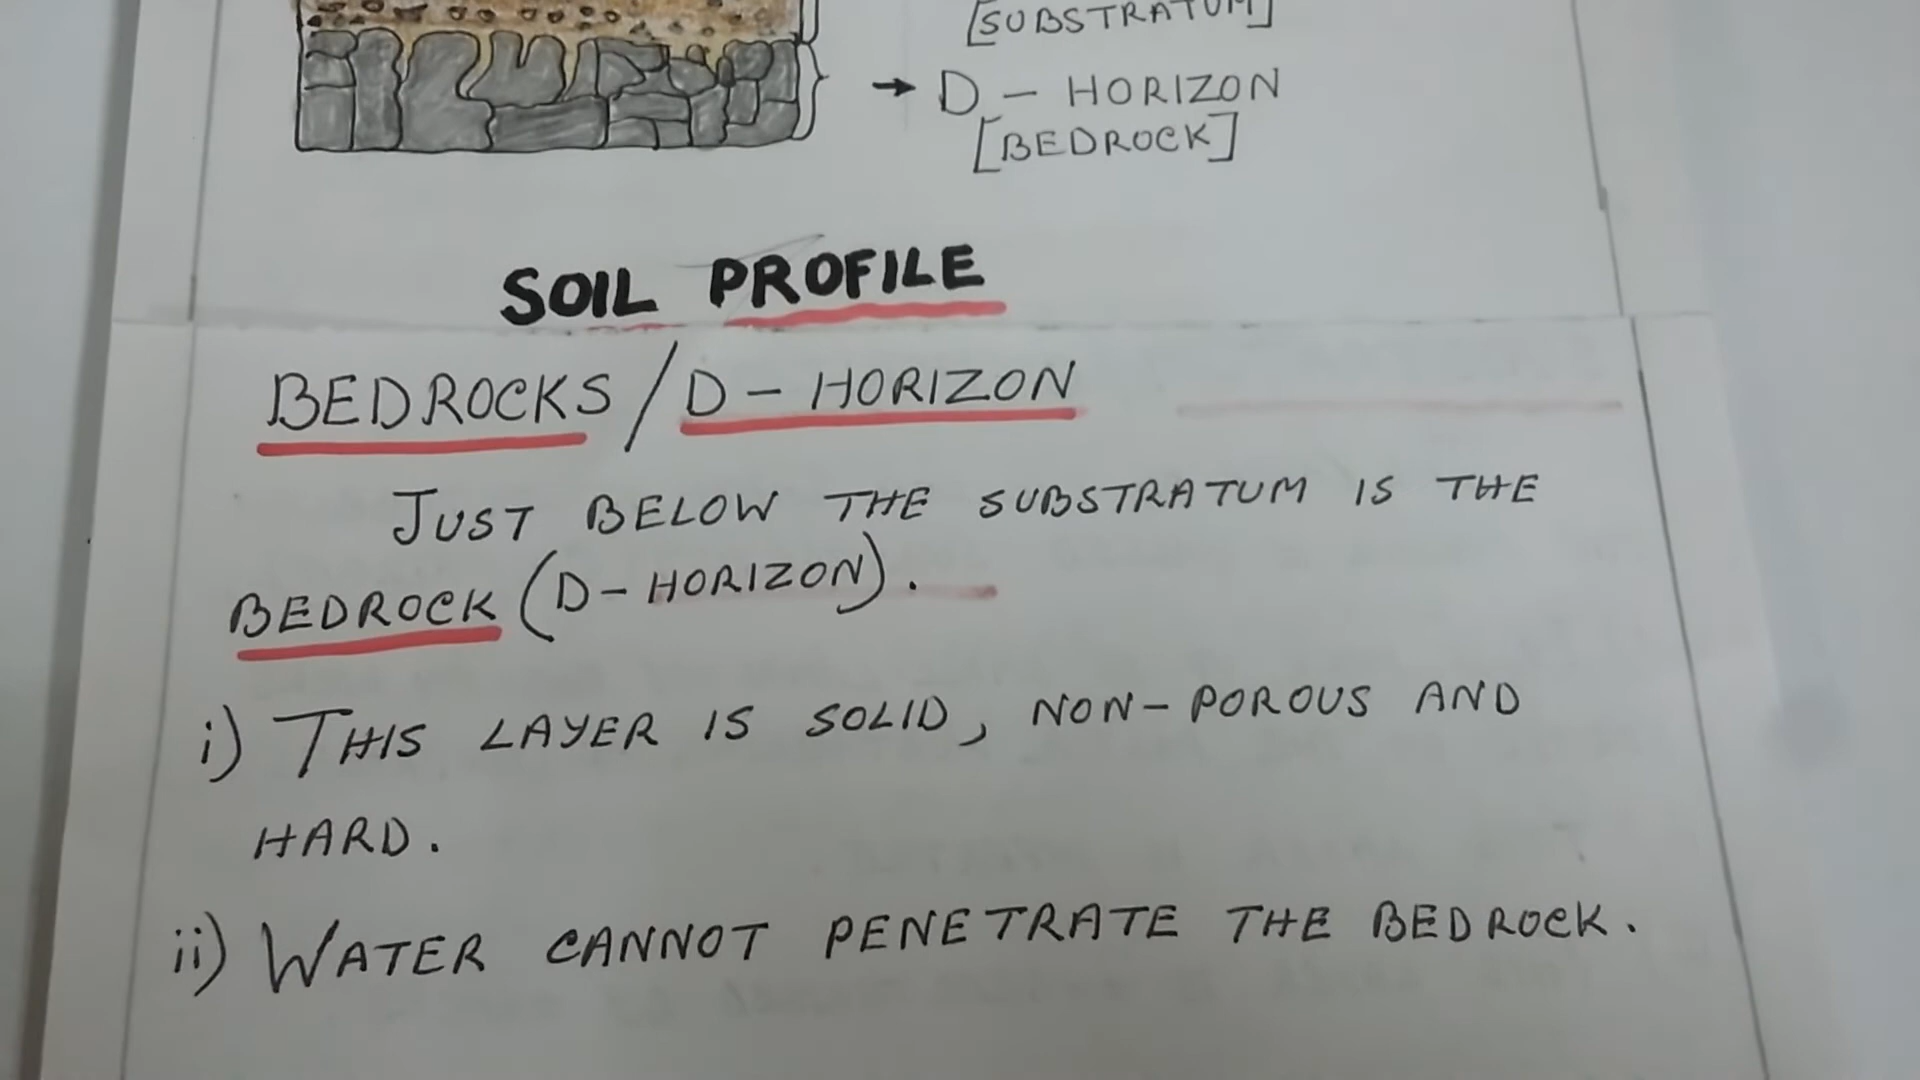 [SUBSTRATUM]
→ D - HORIZON
[BEDROCK]
SOIL PROFILE
BEDROCKS / D - HORIZON
JUST BELOW THE SUBSTRATUM IS THE
BEDROCK (D - HORIZON).
i) THIS LAYER IS SOLID, NON-POROUS AND
HARD.
ii) WATER CANNOT PENETRATE THE BEDROCK.